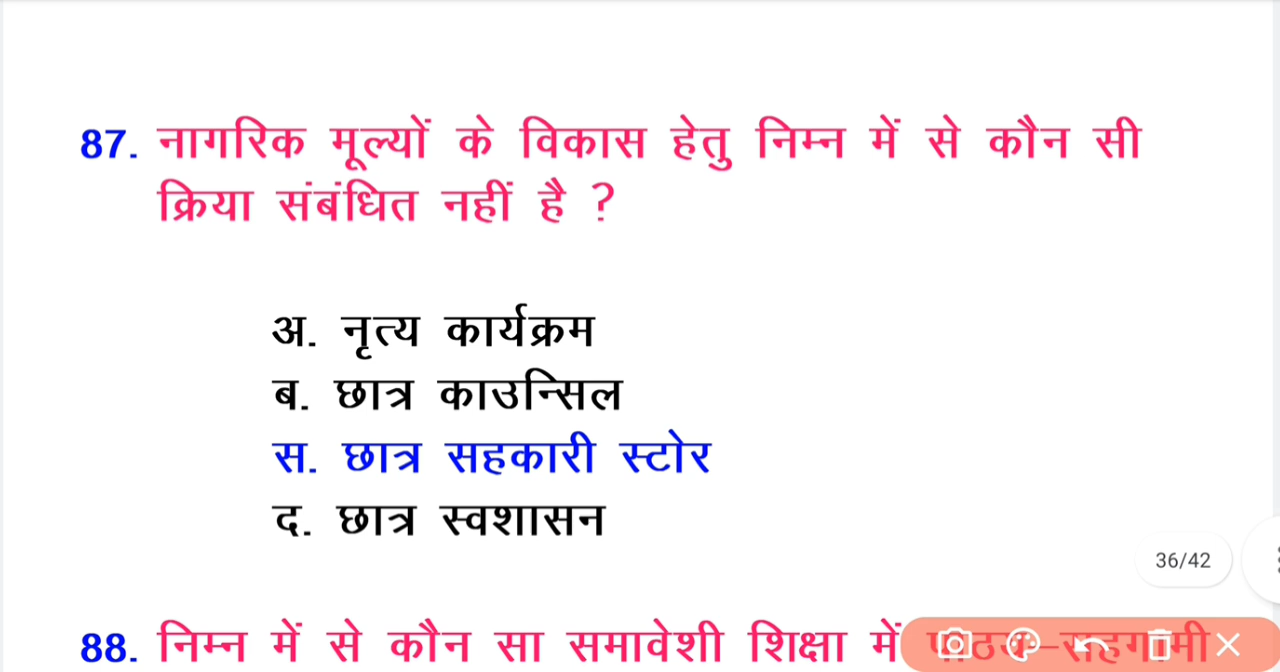 87. नागरिक मूल्यों के विकास हेतु निम्न में से कौन सी
क्रिया संबंधित नहीं है ?
अ. नृत्य कार्यक्रम
ब. छात्र काउन्सिल
स. छात्र सहकारी स्टोर
द. छात्र स्वशासन
36/42
88. निम्न में से कौन सा समावेशी शिक्षा में